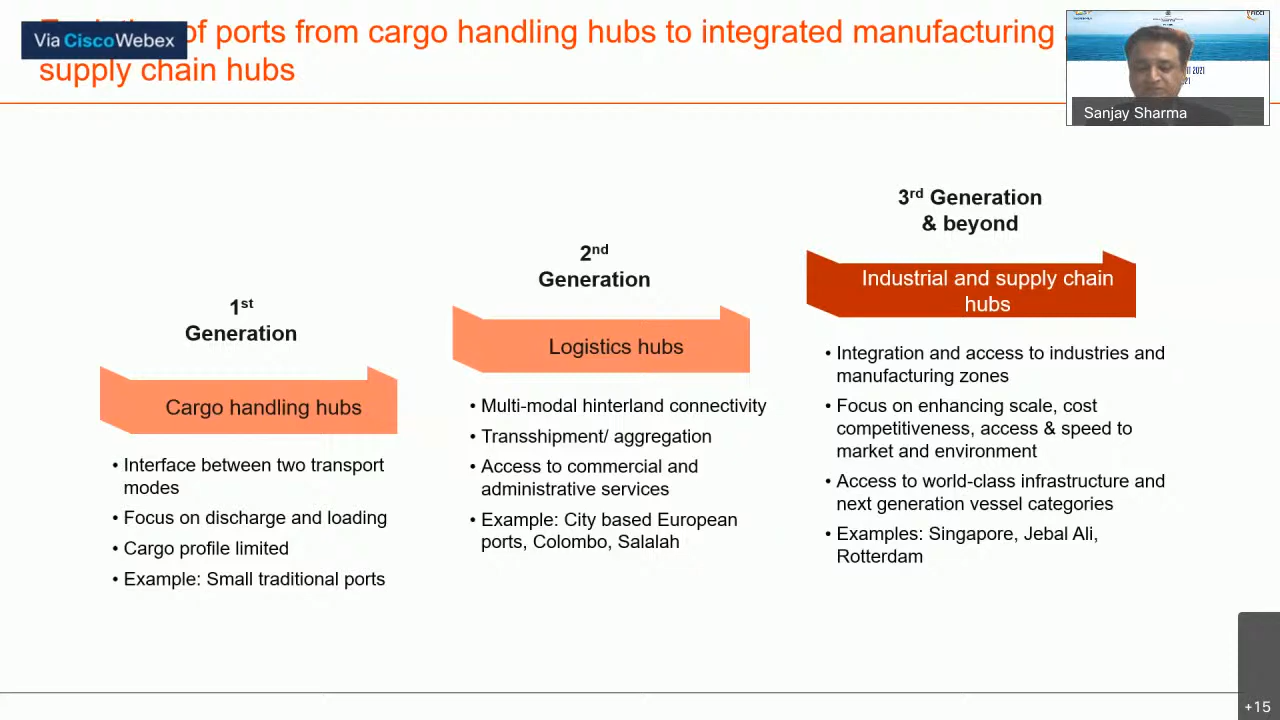 Via CiscoWebex
of ports from cargo handling hubs to integrated manufacturing
supply chain hubs
2021
Sanjay Sharma
1st
Generation
Cargo handling hubs
• Interface between two transport
modes
• Focus on discharge and loading
• Cargo profile limited
• Example: Small traditional ports
2nd
Generation
Logistics hubs
• Multi-modal hinterland connectivity
• Transshipment/ aggregation
• Access to commercial and
administrative services
• Example: City based European
ports, Colombo, Salalah
3rd Generation
& beyond
Industrial and supply chain
hubs
• Integration and access to industries and
manufacturing zones
• Focus on enhancing scale, cost
competitiveness, access & speed to
market and environment
• Access to world-class infrastructure and
next generation vessel categories
• Examples: Singapore, Jebal Ali,
Rotterdam
+15